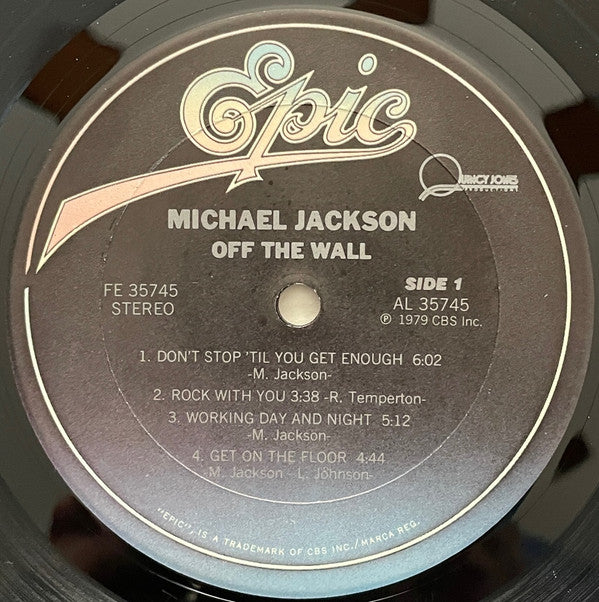 Epic
QUINCY JONES
PRODUCTIONS
MICHAEL JACKSON
OFF THE WALL
FE 35745
STEREO
SIDE 1
AL 35745
℗ 1979 CBS Inc.
1. DON'T STOP 'TIL YOU GET ENOUGH 6:02
-M. Jackson-
2. ROCK WITH YOU 3:38 -R. Temperton-
3. WORKING DAY AND NIGHT 5:12
-M. Jackson-
4. GET ON THE FLOOR 4:44
-M. Jackson - L. Johnson-
"EPIC", IS A TRADEMARK OF CBS INC./MARCA REG.